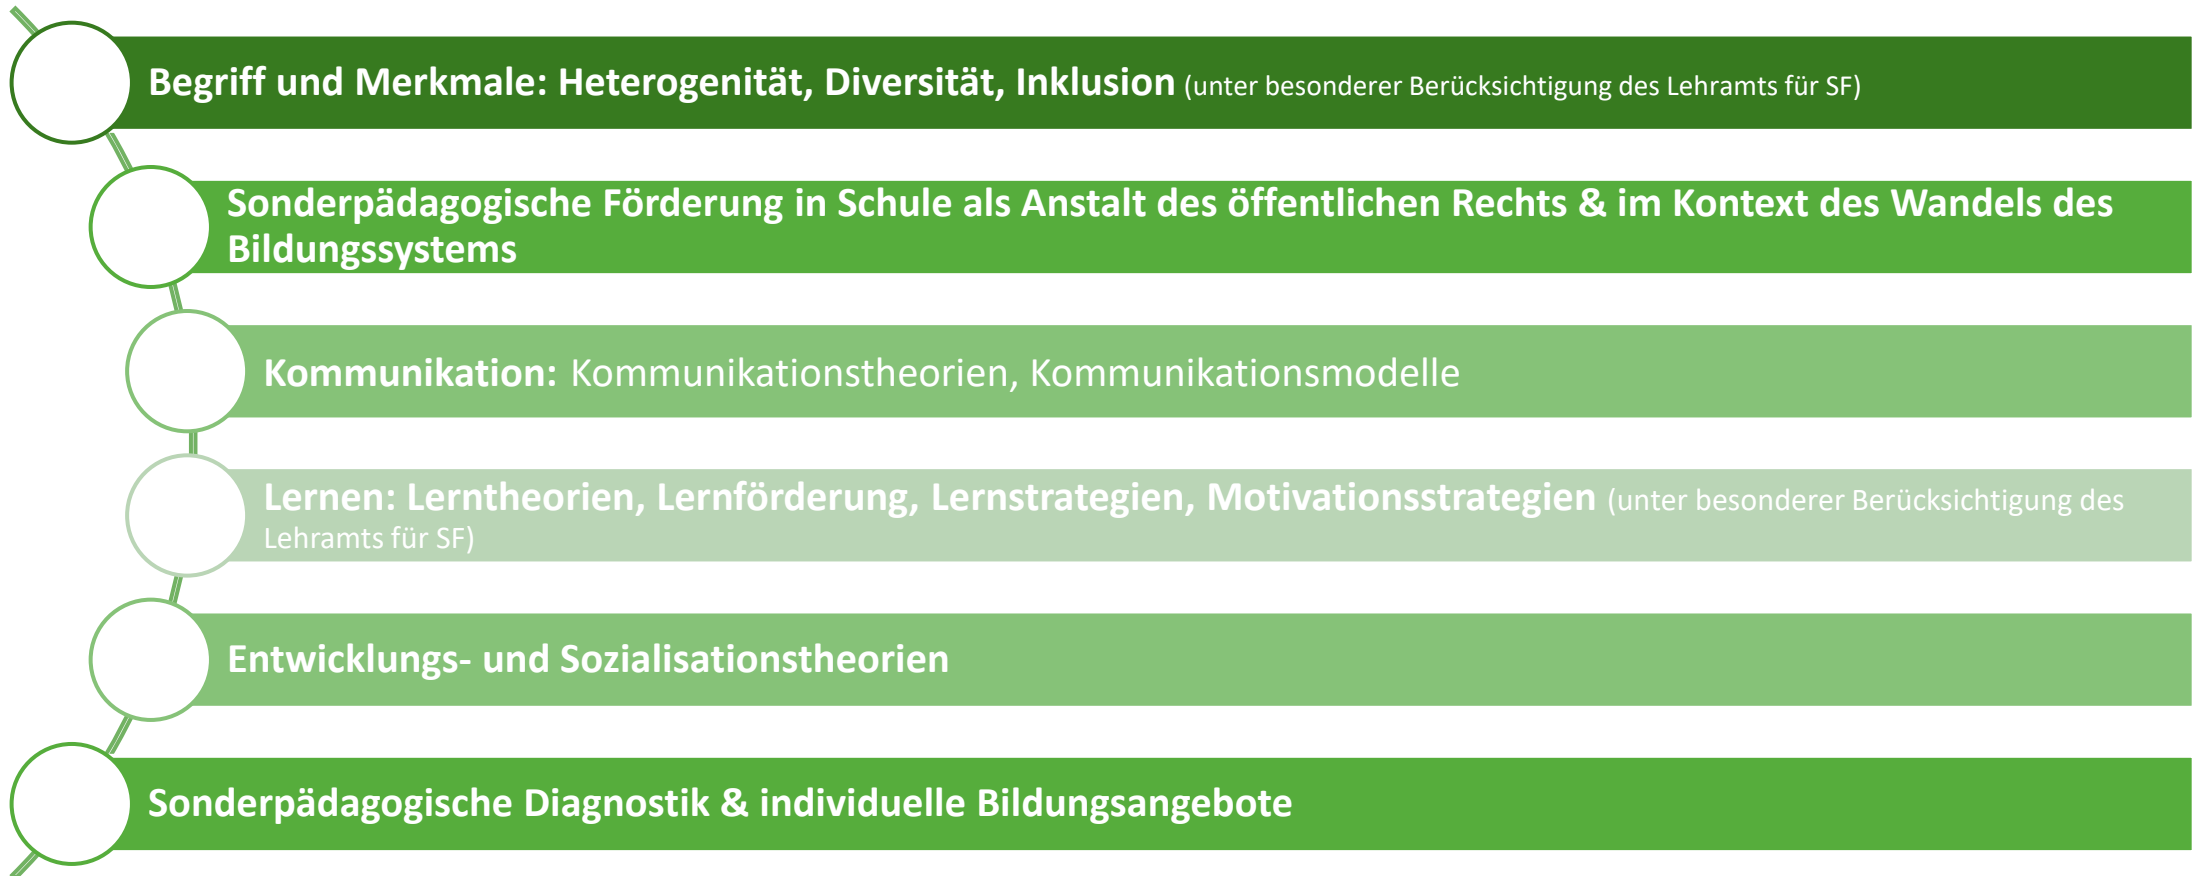 Begriff und Merkmale: Heterogenität, Diversität, Inklusion (unter besonderer Berücksichtigung des Lehramts für SF)
Sonderpädagogische Förderung in Schule als Anstalt des öffentlichen Rechts & im Kontext des Wandels des
Bildungssystems
Kommunikation: Kommunikationstheorien, Kommunikationsmodelle
Lernen: Lerntheorien, Lernförderung, Lernstrategien, Motivationsstrategien (unter besonderer Berücksichtigung des
Lehramts für SF)
Entwicklungs- und Sozialisationstheorien
Sonderpädagogische Diagnostik & individuelle Bildungsangebote